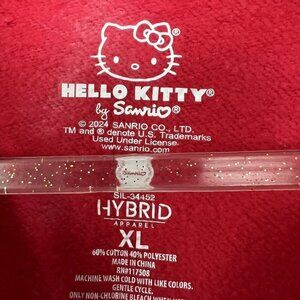 HELLO KITTY®
by Sanrio®
© 2024 SANRIO CO., LTD.
TM and ® denote U.S. Trademarks
Used Under License.
www.sanrio.com
Sanrio
SIL-34452
HYBRID
APPAREL
XL
60% COTTON 40% POLYESTER
MADE IN CHINA
RN#117508
MACHINE WASH COLD WITH LIKE COLORS.
GENTLE CYCLE.
ONLY NON-CHLORINE BLEACH WHEN